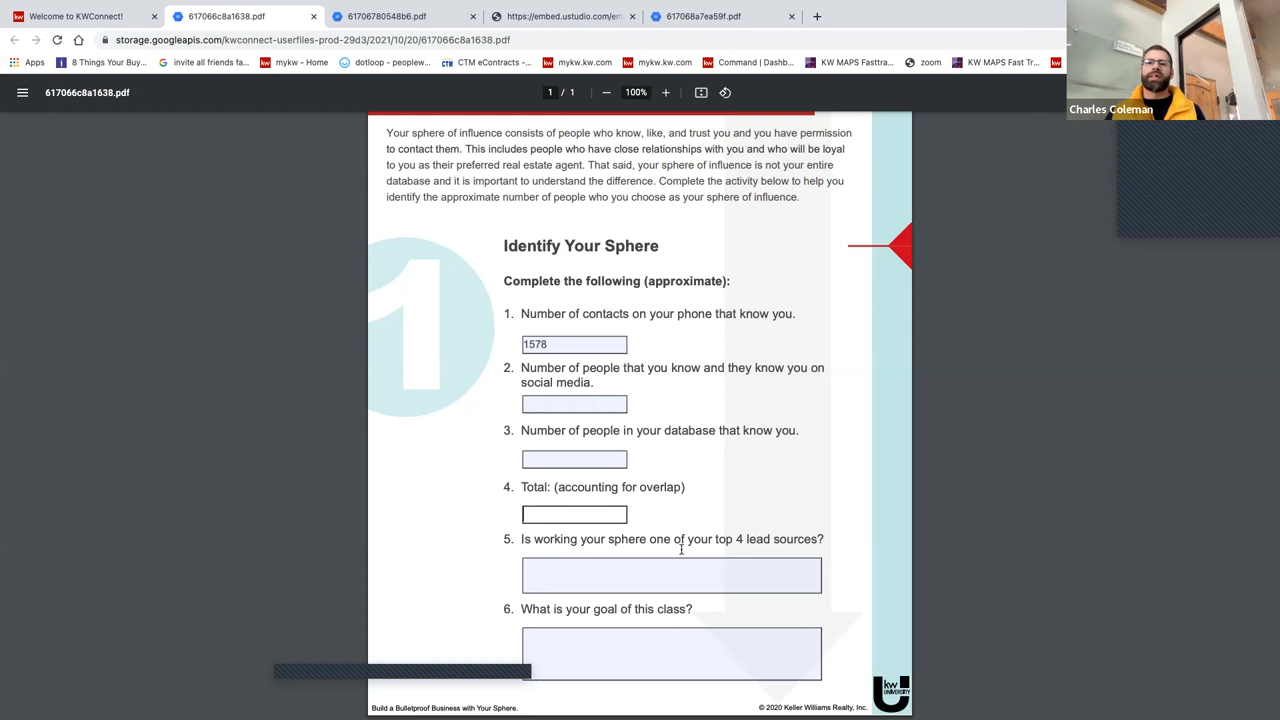 Welcome to KWConnect!
617066c8a1638.pdf
61706780548b6.pdf
https://embed.ustudio.com/em
617068a7ea59f.pdf
storage.googleapis.com/kwconnect-userfiles-prod-29d3/2021/10/20/617066c8a1638.pdf
Apps
8 Things Your Buy...
invite all friends fa...
mykw - Home
dotloop - peoplew...
CTM eContracts -...
mykw.kw.com
mykw.kw.com
Command | Dashb...
KW MAPS Fasttra...
zoom
KW MAPS Fast Tr...
617066c8a1638.pdf
1 / 1
100%
Charles Coleman
Your sphere of influence consists of people who know, like, and trust you and you have permission
to contact them. This includes people who have close relationships with you and who will be loyal
to you as their preferred real estate agent. That said, your sphere of influence is not your entire
database and it is important to understand the difference. Complete the activity below to help you
identify the approximate number of people who you choose as your sphere of influence.
1
Identify Your Sphere
Complete the following (approximate):
1. Number of contacts on your phone that know you.
1578
2. Number of people that you know and they know you on
social media.
3. Number of people in your database that know you.
4. Total: (accounting for overlap)
5. Is working your sphere one of your top 4 lead sources?
6. What is your goal of this class?
kw
UNIVERSITY
Build a Bulletproof Business with Your Sphere.
© 2020 Keller Williams Realty, Inc.